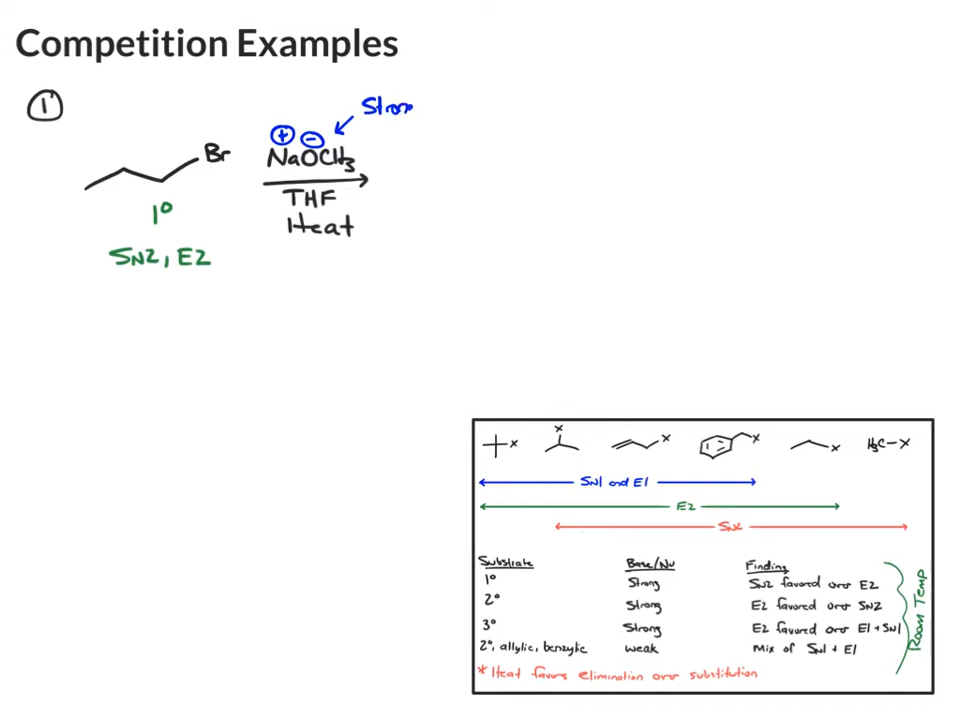 Competition Examples
1
Strong
⊕ ⊖
Br NaOCH3
THF
1° Heat
SN2, E2
X X X X X H3C-X
SN1 and E1
E2
SN2
Substrate Base/Nu Finding
1° Strong SN2 favored over E2
2° Strong E2 favored over SN2
3° Strong E2 favored over E1 + SN1
2°, allylic, benzylic weak Mix of SN1 + E1
Room Temp
* Heat favors elimination over substitution